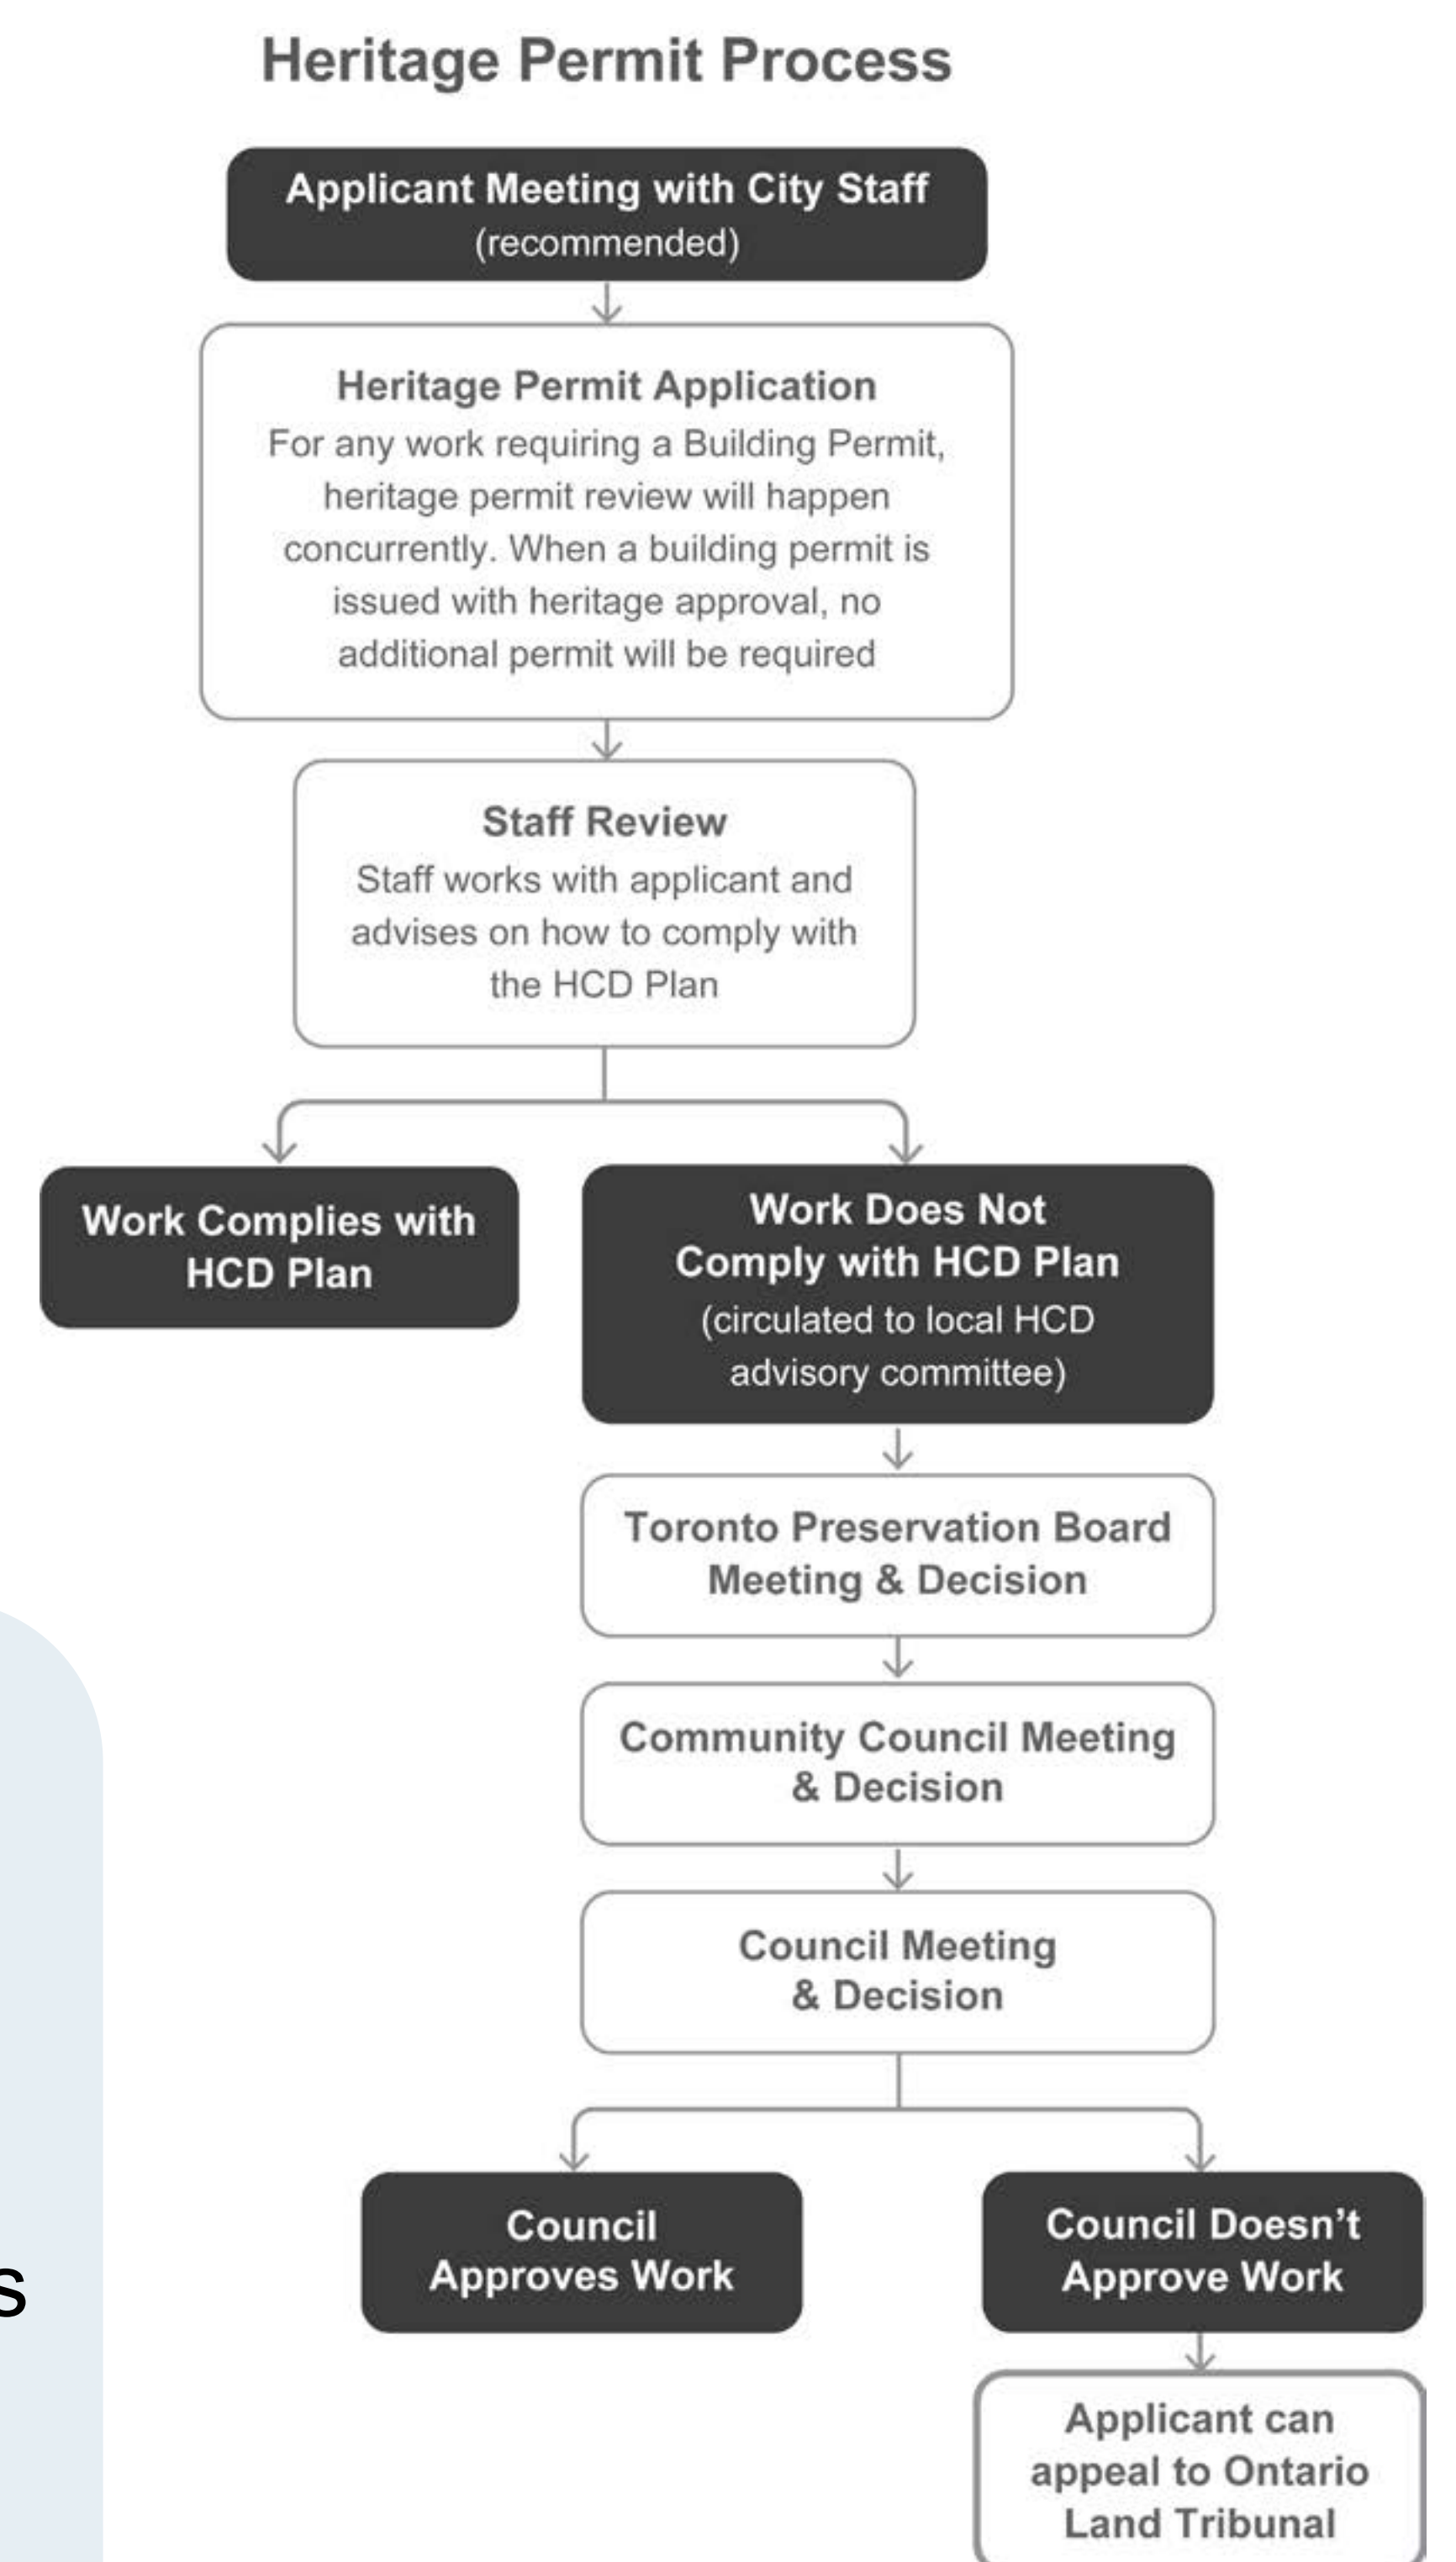 Heritage Permit Process
Applicant Meeting with City Staff
(recommended)
Heritage Permit Application
For any work requiring a Building Permit,
heritage permit review will happen
concurrently. When a building permit is
issued with heritage approval, no
additional permit will be required
Staff Review
Staff works with applicant and
advises on how to comply with
the HCD Plan
Work Complies with
HCD Plan
Work Does Not
Comply with HCD Plan
(circulated to local HCD
advisory committee)
Toronto Preservation Board
Meeting & Decision
Community Council Meeting
& Decision
Council Meeting
& Decision
s
Council
Approves Work
Council Doesn’t
Approve Work
Applicant can
appeal to Ontario
Land Tribunal